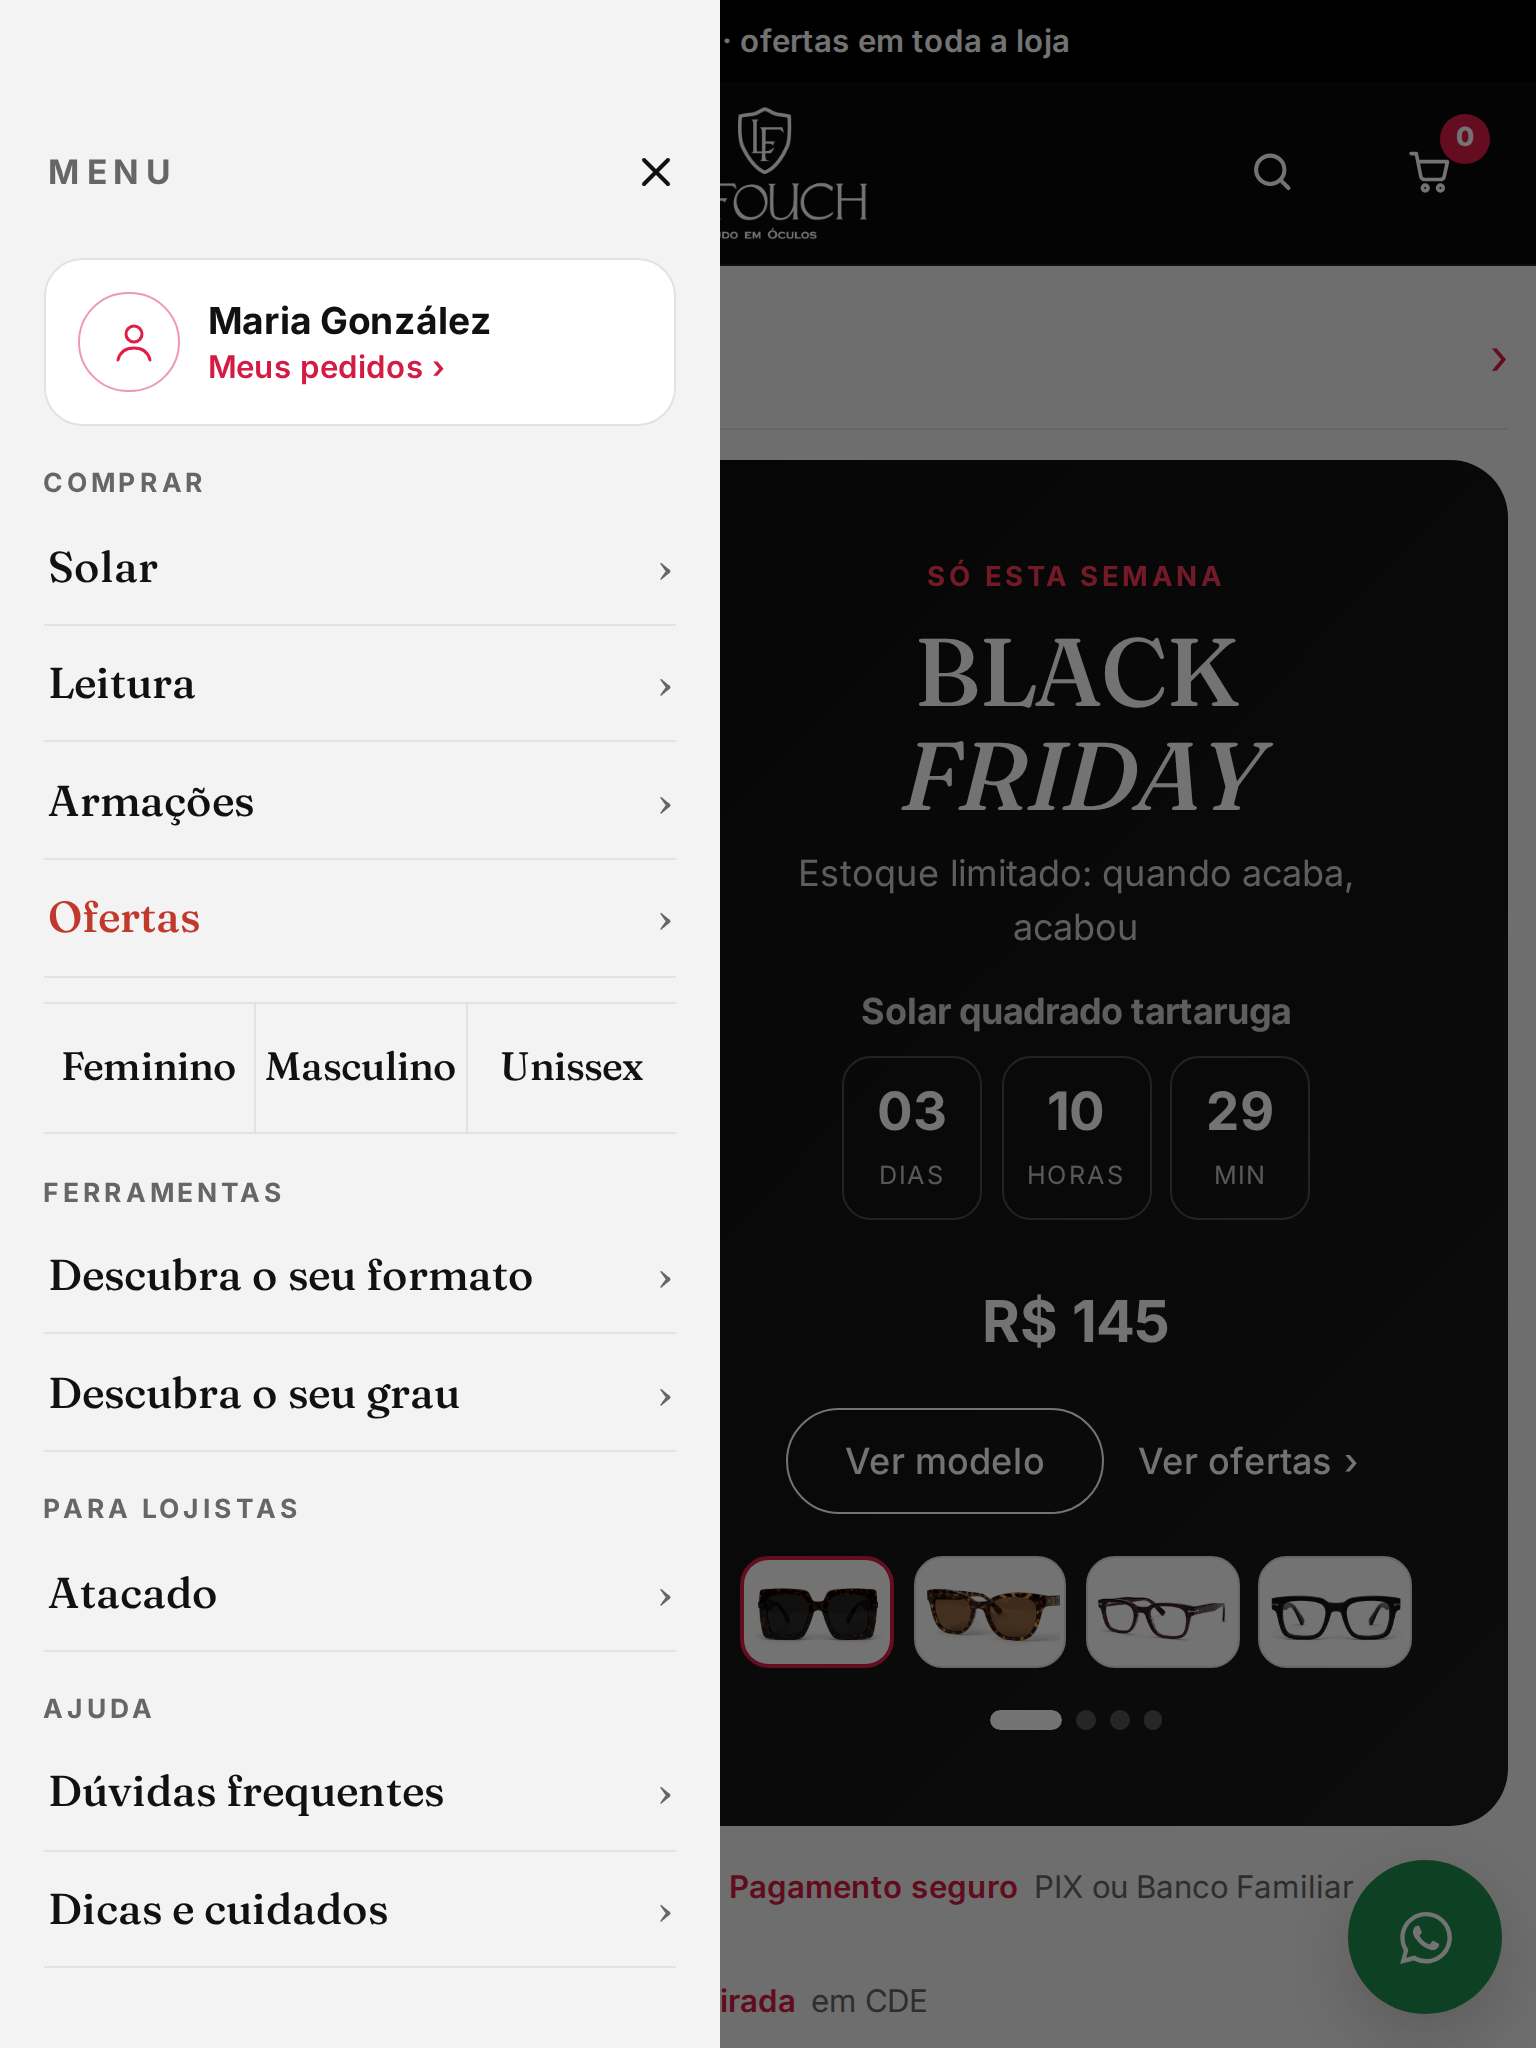 MENU
Maria González
Meus pedidos ›
COMPRAR
Solar ›
Leitura ›
Armações ›
Ofertas ›
Feminino Masculino Unissex
FERRAMENTAS
Descubra o seu formato ›
Descubra o seu grau ›
PARA LOJISTAS
Atacado ›
AJUDA
Dúvidas frequentes ›
Dicas e cuidados ›
· ofertas em toda a loja
LF
FOUCH
EM ÓCULOS
0
›
SÓ ESTA SEMANA
BLACK
FRIDAY
Estoque limitado: quando acaba,
acabou
Solar quadrado tartaruga
03 10 29
DIAS HORAS MIN
R$ 145
Ver modelo Ver ofertas ›
Pagamento seguro PIX ou Banco Familiar
em CDE